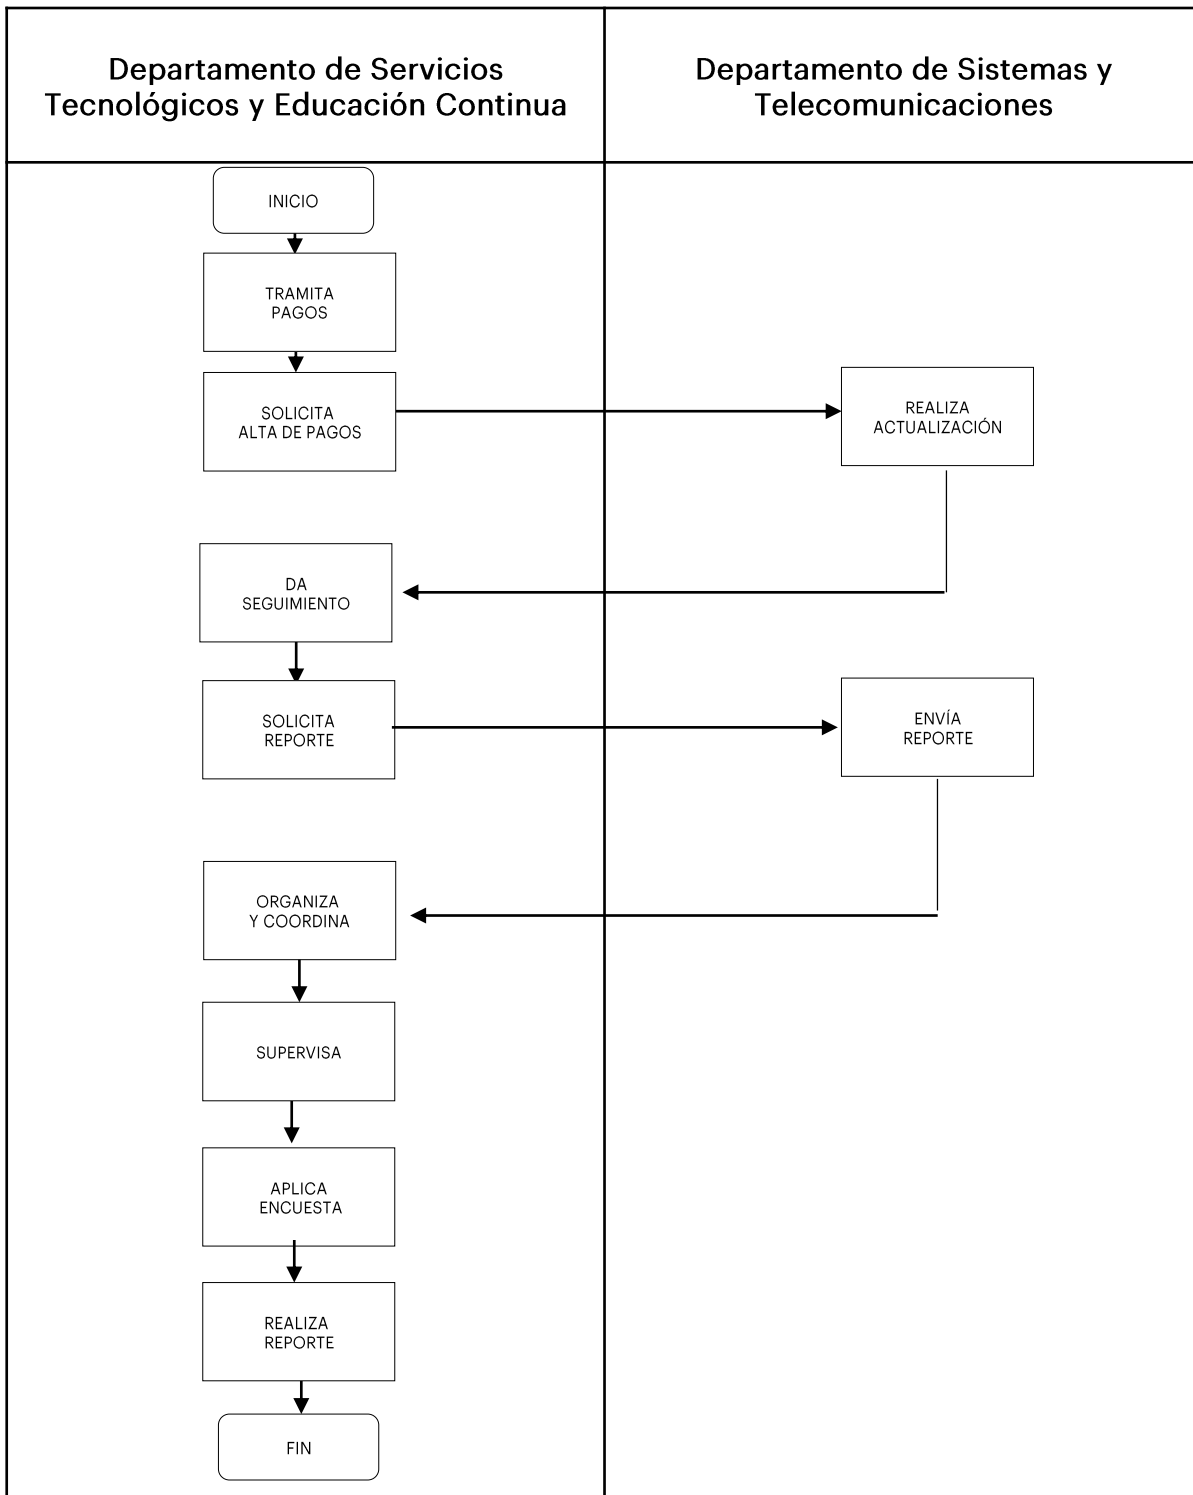 Departamento de Servicios
Tecnológicos y Educación Continua
Departamento de Sistemas y
Telecomunicaciones
INICIO
TRAMITA
PAGOS
SOLICITA
ALTA DE PAGOS
REALIZA
ACTUALIZACIÓN
DA
SEGUIMIENTO
SOLICITA
REPORTE
ENVÍA
REPORTE
ORGANIZA
Y COORDINA
SUPERVISA
APLICA
ENCUESTA
REALIZA
REPORTE
FIN